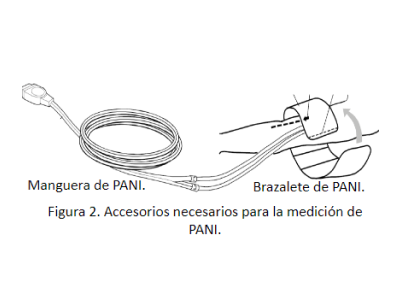 Manguera de PANI.
Brazalete de PANI.
Figura 2. Accesorios necesarios para la medición de
PANI.